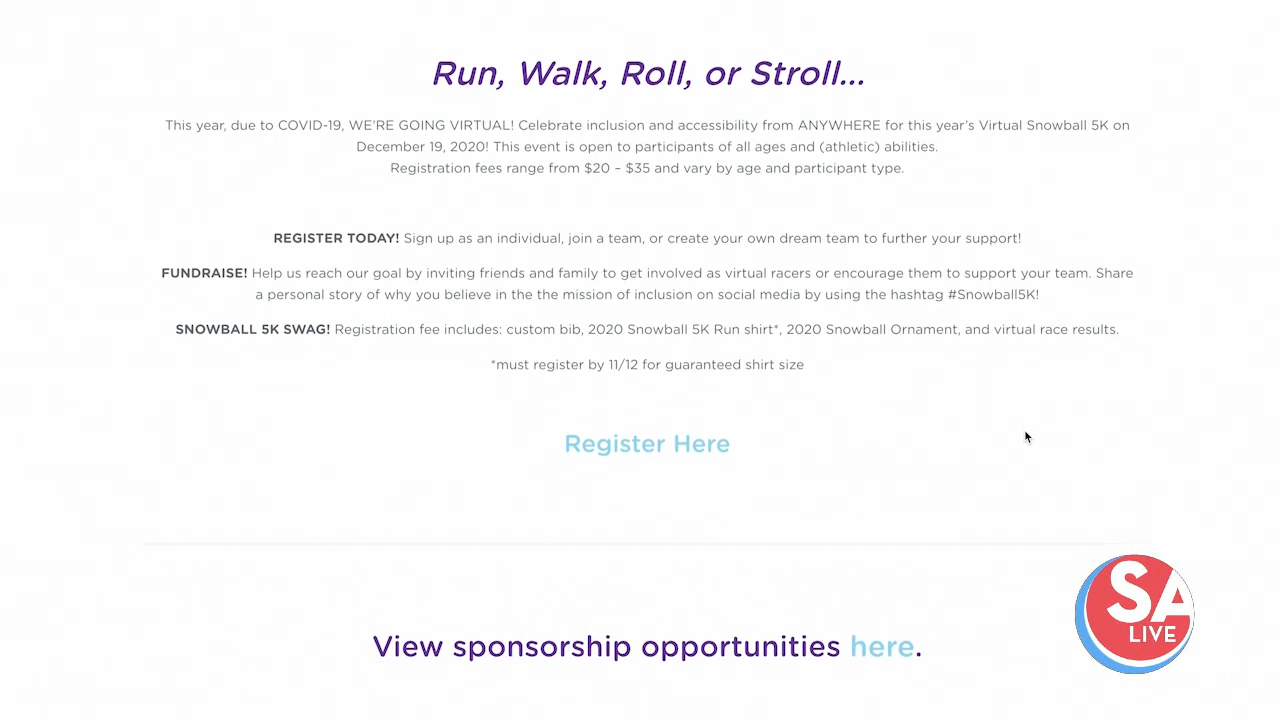 Run, Walk, Roll, or Stroll...
This year, due to COVID-19, WE'RE GOING VIRTUAL! Celebrate inclusion and accessibility from ANYWHERE for this year's Virtual Snowball 5K on
December 19, 2020! This event is open to participants of all ages and (athletic) abilities.
Registration fees range from $20 – $35 and vary by age and participant type.
REGISTER TODAY! Sign up as an individual, join a team, or create your own dream team to further your support!
FUNDRAISE! Help us reach our goal by inviting friends and family to get involved as virtual racers or encourage them to support your team. Share
a personal story of why you believe in the the mission of inclusion on social media by using the hashtag #Snowball5K!
SNOWBALL 5K SWAG! Registration fee includes: custom bib, 2020 Snowball 5K Run shirt*, 2020 Snowball Ornament, and virtual race results.
*must register by 11/12 for guaranteed shirt size
Register Here
View sponsorship opportunities here.
SA
LIVE